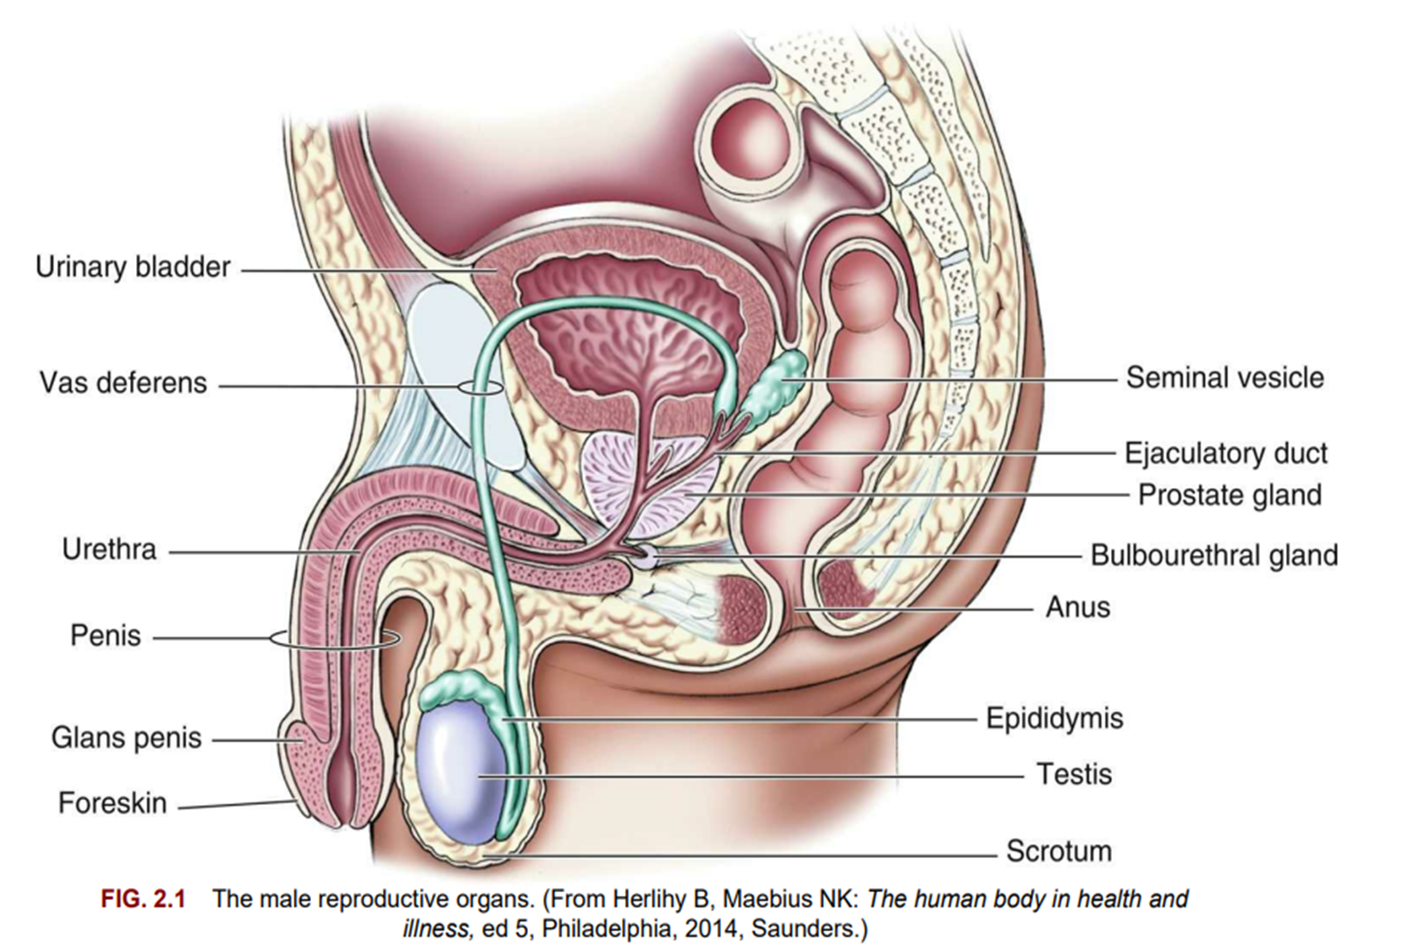 Urinary bladder
Vas deferens
Urethra
Penis
Glans penis
Foreskin
Seminal vesicle
Ejaculatory duct
Prostate gland
Bulbourethral gland
Anus
Epididymis
Testis
Scrotum
FIG. 2.1 The male reproductive organs. (From Herlihy B, Maebius NK: The human body in health and
illness, ed 5, Philadelphia, 2014, Saunders.)